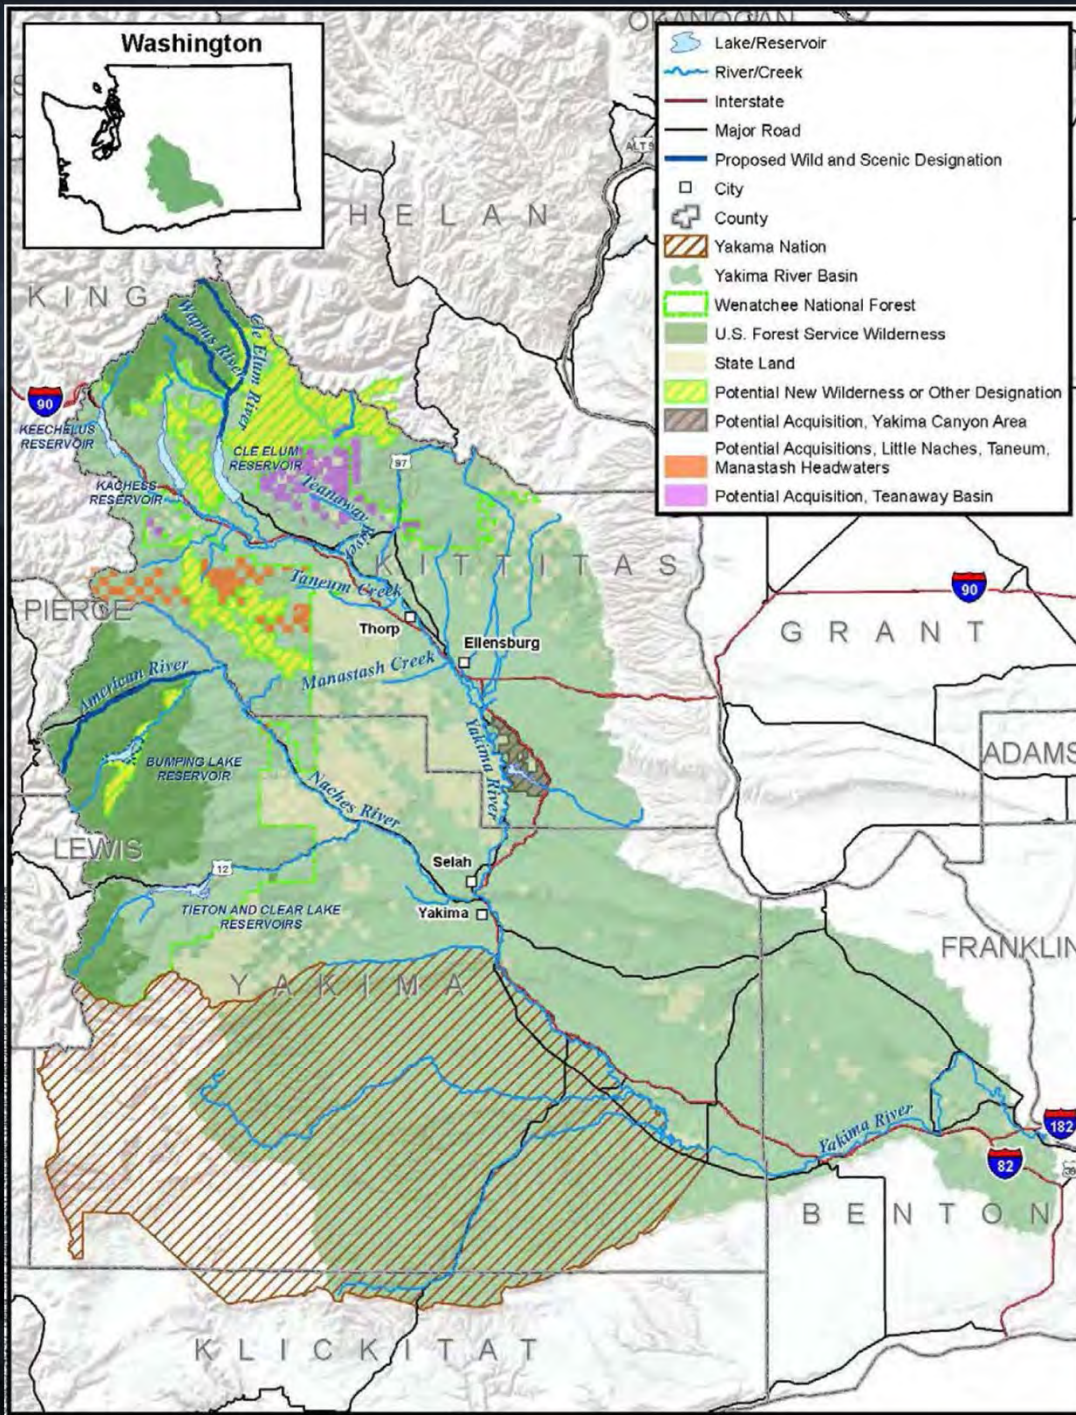 Washington
OKANOGAN
Lake/Reservoir
River/Creek
Interstate
Major Road
Proposed Wild and Scenic Designation
City
County
Yakama Nation
Yakima River Basin
Wenatchee National Forest
U.S. Forest Service Wilderness
State Land
Potential New Wilderness or Other Designation
Potential Acquisition, Yakima Canyon Area
Potential Acquisitions, Little Naches, Taneum,
Manastash Headwaters
Potential Acquisition, Teanaway Basin
CHELAN
KING
Wapius River
Cle Elum River
90
KEECHELUS
RESERVOIR
CLE ELUM
RESERVOIR
97
KACHESS
RESERVOIR
Teanaway
River
KITTITAS
Taneum Creek
PIERCE
Thorp
Ellensburg
90
GRANT
Manastash Creek
American River
BUMPING LAKE
RESERVOIR
Yakima River
ADAMS
Naches River
LEWIS
12
Selah
TIETON AND CLEAR LAKE
RESERVOIRS
Yakima
FRANKLIN
YAKIMA
Yakima River
182
82
BENTON
KLICKITAT